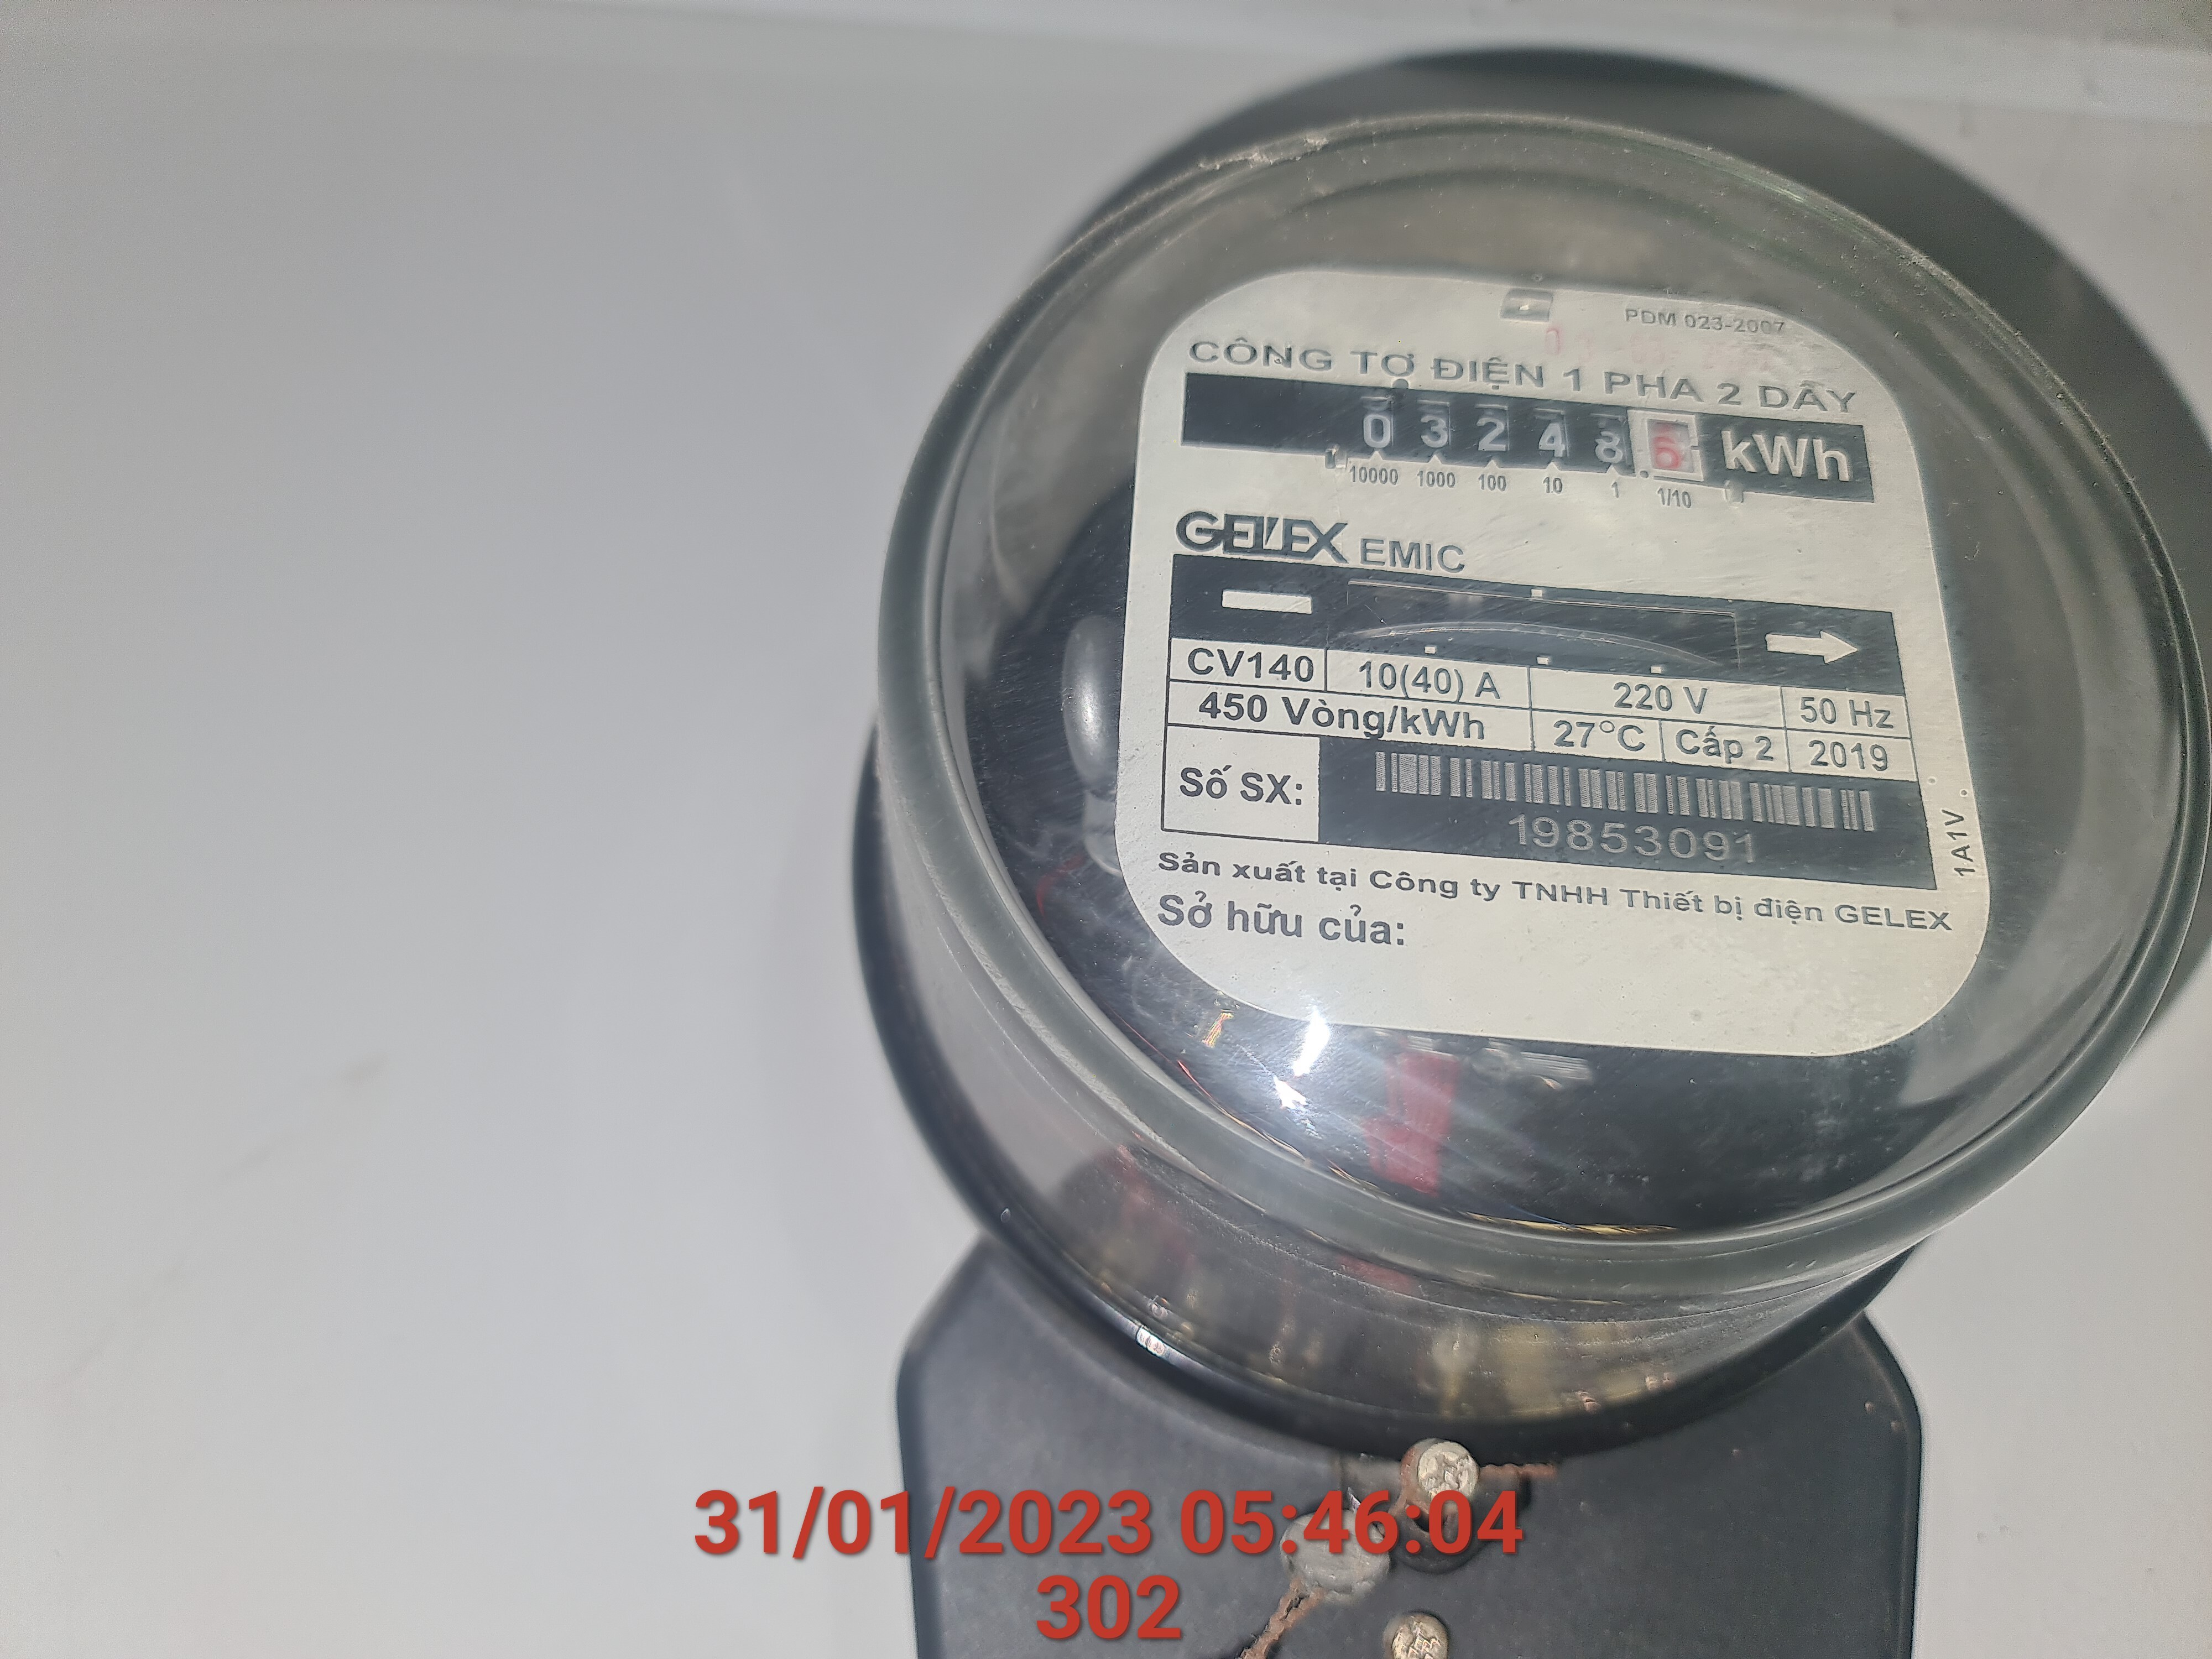 PDM 023-2007
CÔNG TƠ ĐIỆN 1 PHA 2 DÂY
0 3 2 4 8 . 6 kWh
10000 1000 100 10 1 1/10
GELEX EMIC
CV140 10(40) A 220 V 50 Hz
450 Vòng/kWh 27°C Cấp 2 2019
Số SX: 19853091
1A1V
Sản xuất tại Công ty TNHH Thiết bị điện GELEX
Sở hữu của:
31/01/2023 05:46:04
302